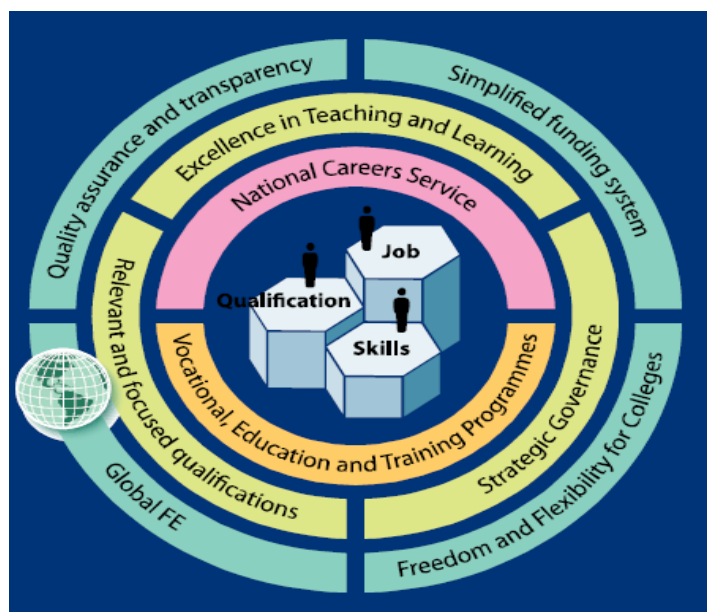 Quality assurance and transparency
Simplified funding system
Excellence in Teaching and Learning
National Careers Service
Job
Qualification
Skills
Relevant and focused qualifications
Vocational, Education and Training Programmes
Strategic Governance
Global FE
Freedom and Flexibility for Colleges